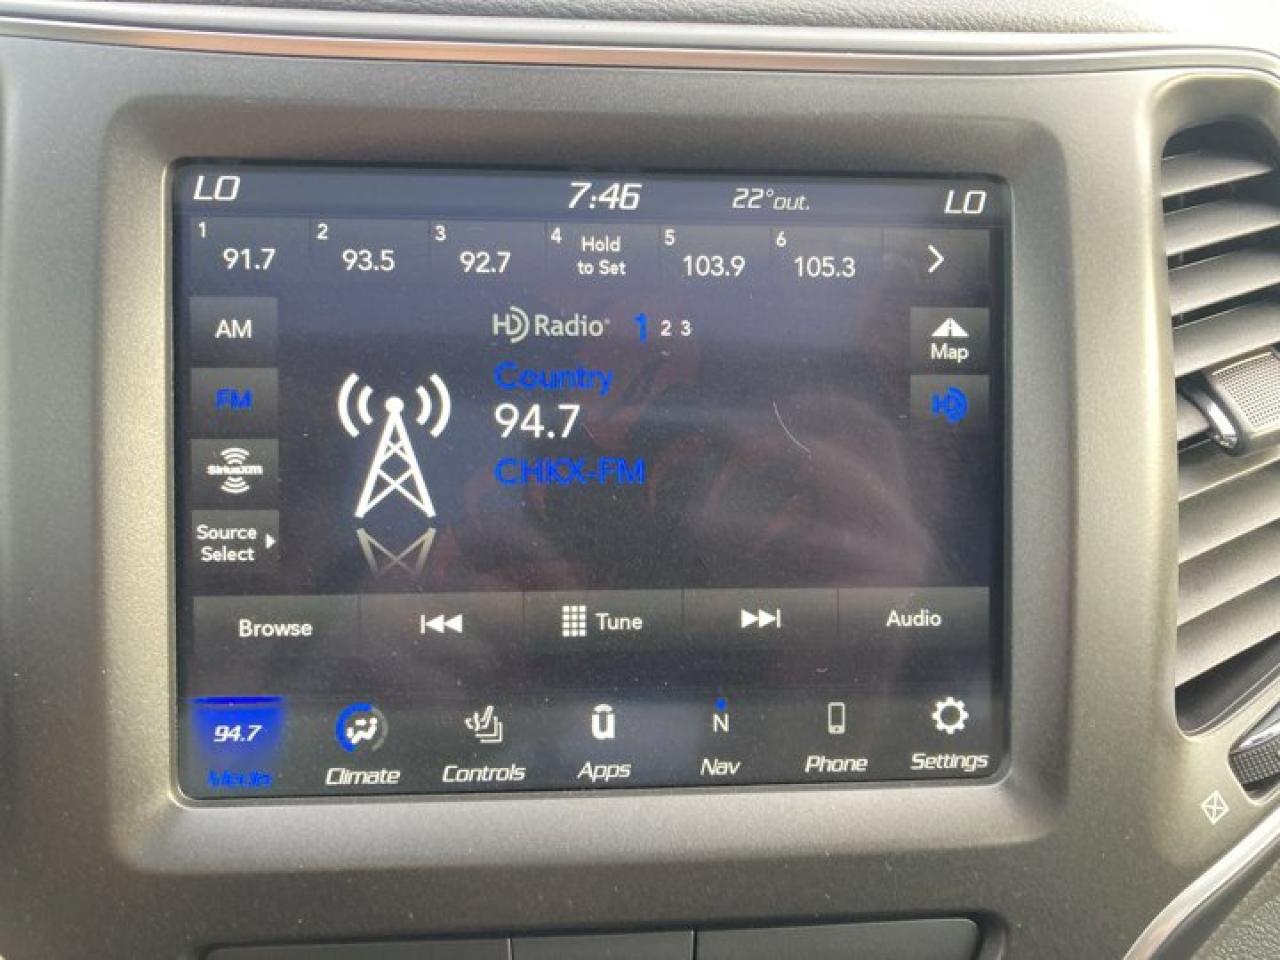 LO 7:46 22°out. LO
1 91.7 2 93.5 3 92.7 4 Hold to Set 5 103.9 6 105.3
AM
HD Radio 1 2 3
Map
Country
FM
94.7
HD
SiriusXM
CHKX-FM
Source
Select
Browse Tune Audio
94.7 N
Media Climate Controls Apps Nav Phone Settings